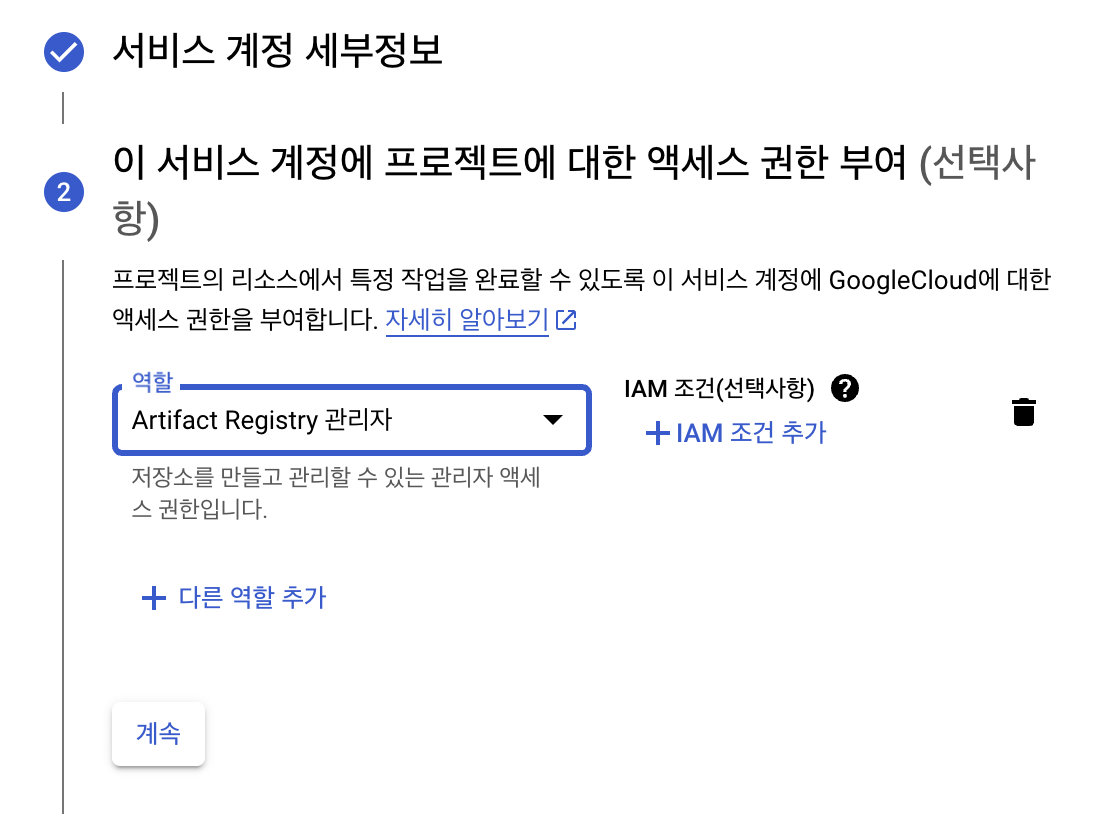 서비스 계정 세부정보
2
이 서비스 계정에 프로젝트에 대한 액세스 권한 부여 (선택사
항)
프로젝트의 리소스에서 특정 작업을 완료할 수 있도록 이 서비스 계정에 GoogleCloud에 대한
액세스 권한을 부여합니다. 자세히 알아보기
역할
Artifact Registry 관리자
저장소를 만들고 관리할 수 있는 관리자 액세
스 권한입니다.
IAM 조건(선택사항) ?
+ IAM 조건 추가
+ 다른 역할 추가
계속